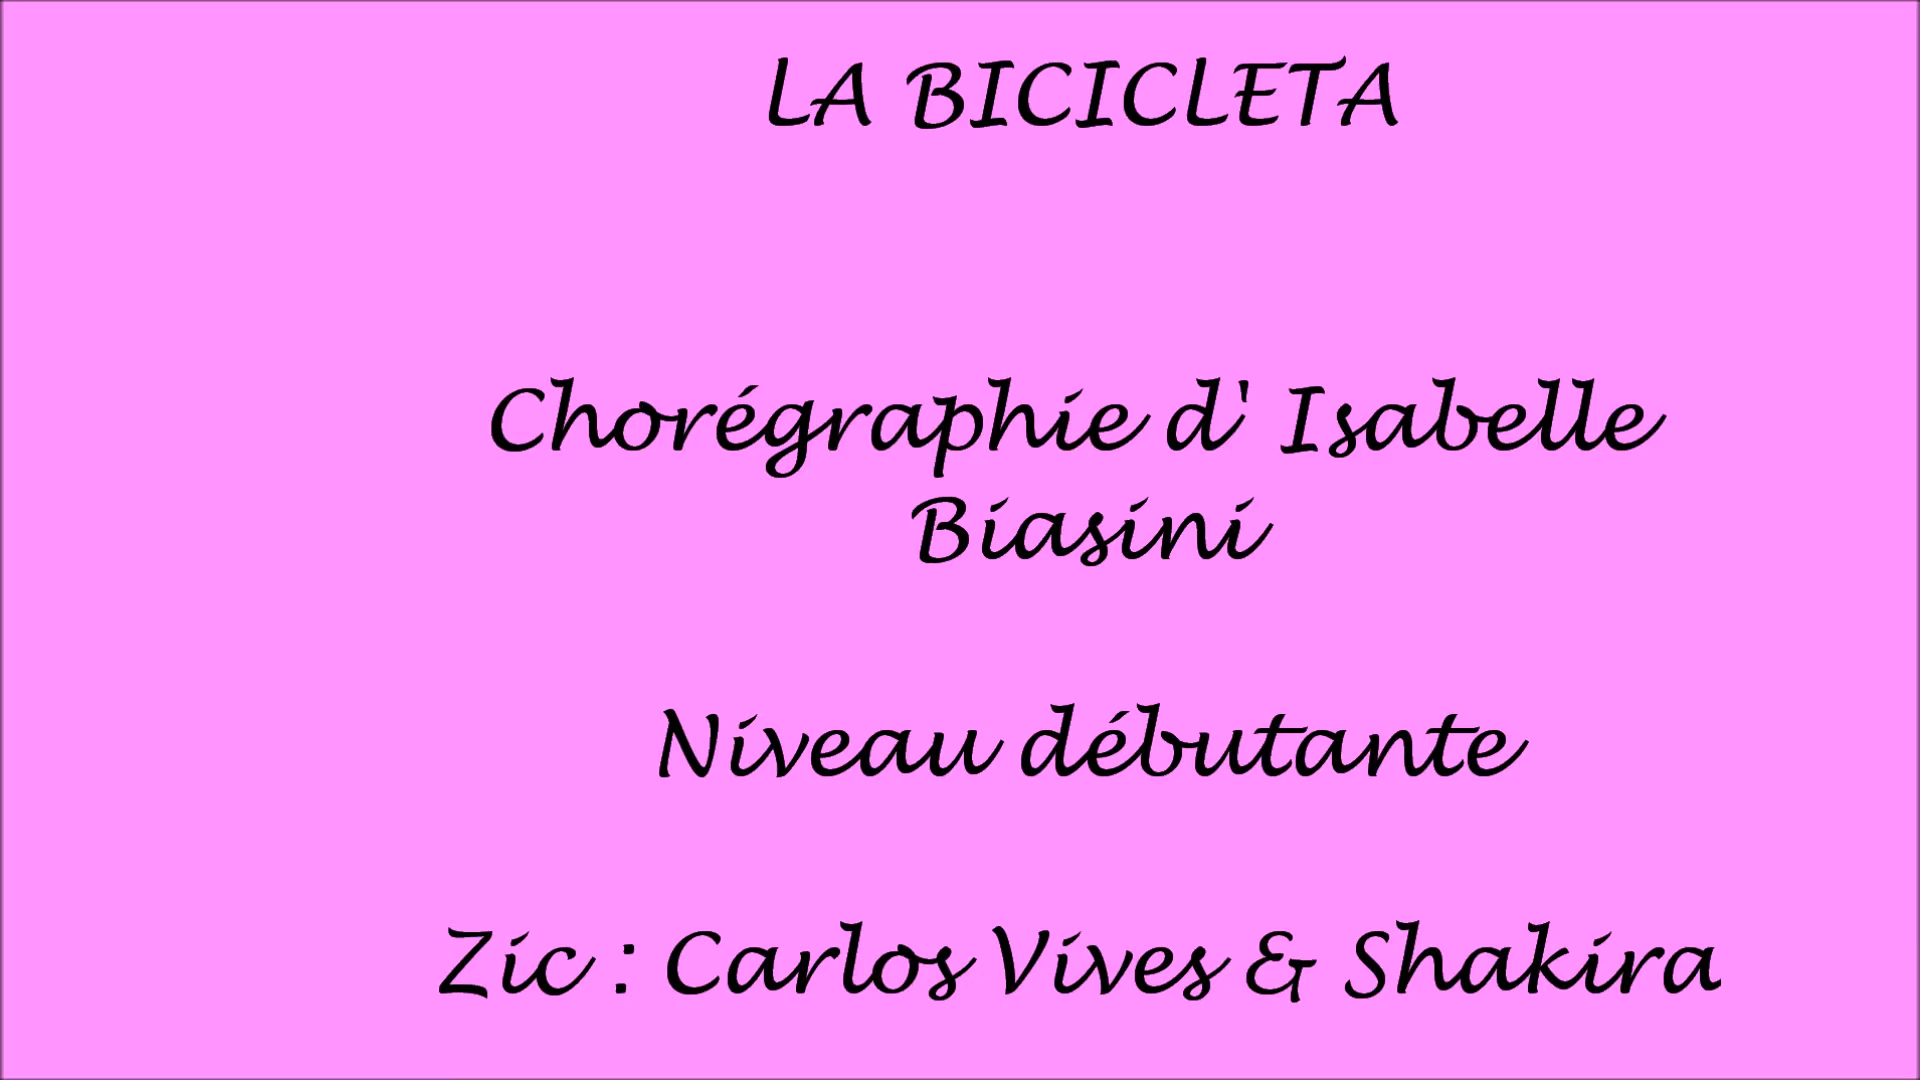 LA BICICLETA
Chorégraphie d' Isabelle
Biasini
Niveau débutante
Zic : Carlos Vives & Shakira